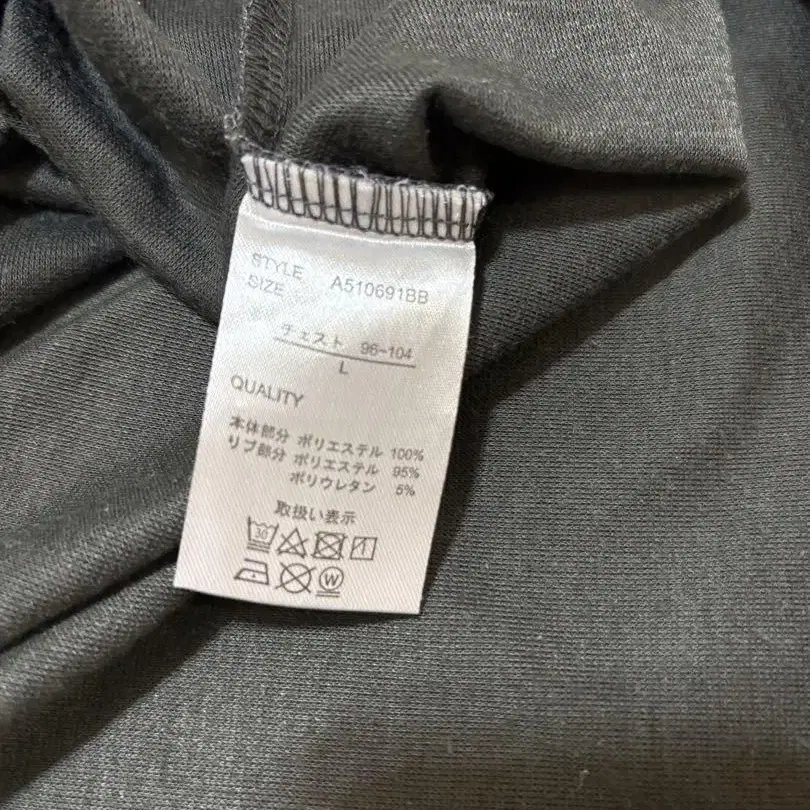 STYLE A510691BB
SIZE
チェスト 96-104
L
QUALITY
本体部分 ポリエステル 100%
リブ部分 ポリエステル 95%
ポリウレタン 5%
取扱い表示
30
W